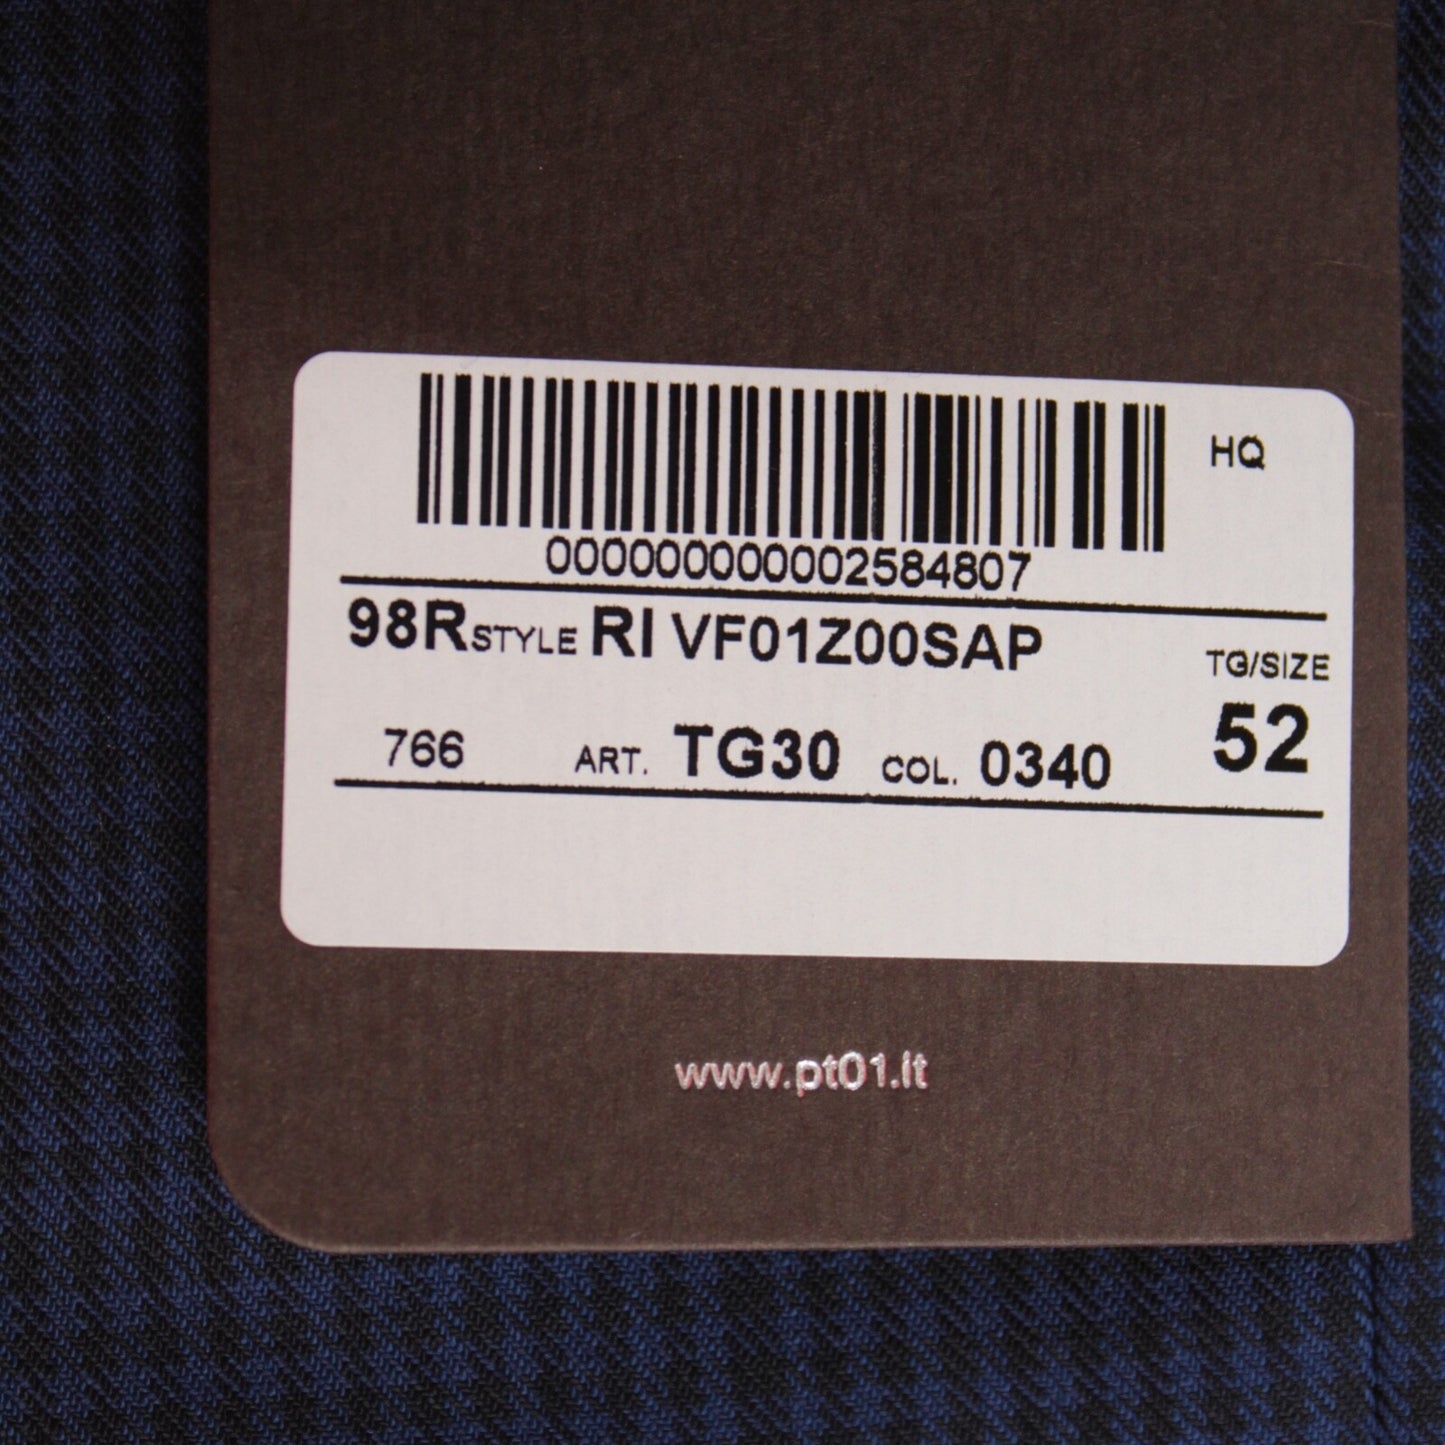 HQ
000000000002584807
98R STYLE RI VF01Z00SAP
TG/SIZE
766 ART. TG30 COL. 0340 52
www.pt01.it